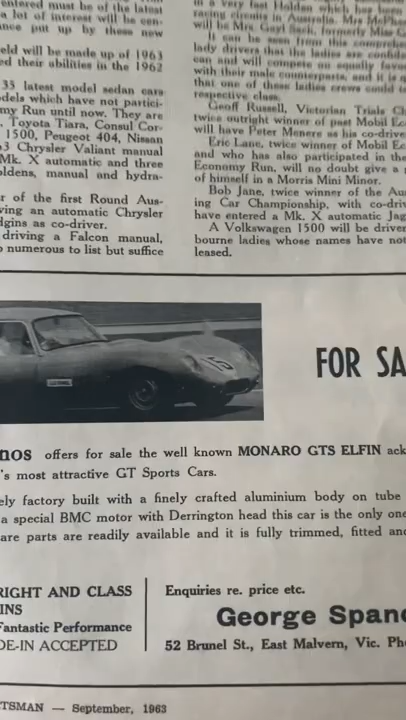 entered must be of the latest
a lot of interest will be cen-
ance put up by these new
eld will be made up of 1963
ed their abilities in the 1962
35 latest model sedan cars
odels which have not partici-
my Run until now. They are
. Toyota Tiara, Consul Cor-
1500, Peugot 404, Nissan
63 Chrysler Valiant manual
Mk. X automatic and three
oldens, manual and hydra-
r of the first Round Aus-
ving an automatic Chrysler
dgins as co-driver.
driving a Falcon manual,
o numerous to list but suffice
in a very fast Holden which has been
racing circuits in Australia. Mrs McPhe
will be Mrs Geryl Sach, formerly Miss
It can be seen from this comprehen
lady drivers that the ladies are
can and will compete on equally favou
with their male counterparts, and it is
that one of these ladies crews could
respective class.
Geoff Russell, Victorian Trials Ch
twice outright winner of past Mobil Ec
will have Peter Menere as his co-drive
Eric Lane, twice winner of Mobil Ec
and who has also participated in the
Economy Run, will no doubt give a
of himself in a Morris Mini Minor.
Bob Jane, twice winner of the Au
ing Car Championship, with co-driv
have entered a Mk. X automatic Jag
A Volkswagen 1500 will be driven
bourne ladies whose names have not
leased.
15
FOR SA
nos offers for sale the well known MONARO GTS ELFIN ack
's most attractive GT Sports Cars.
ely factory built with a finely crafted aluminium body on tube
a special BMC motor with Derrington head this car is the only one
are parts are readily available and it is fully trimmed, fitted and
RIGHT AND CLASS
INS
Fantastic Performance
DE-IN ACCEPTED
Enquiries re. price etc.
George Span
52 Brunel St., East Malvern, Vic. Ph
TSMAN — September, 1963